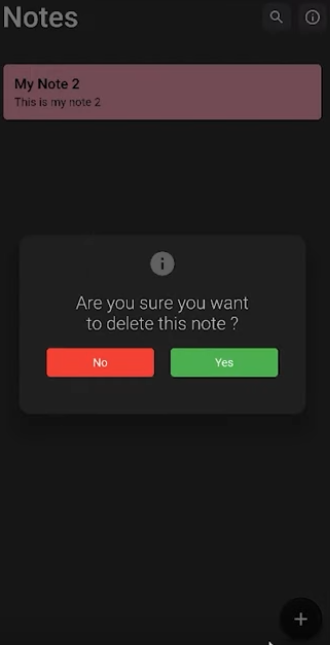 Notes
My Note 2
This is my note 2
Are you sure you want
to delete this note ?
No
Yes